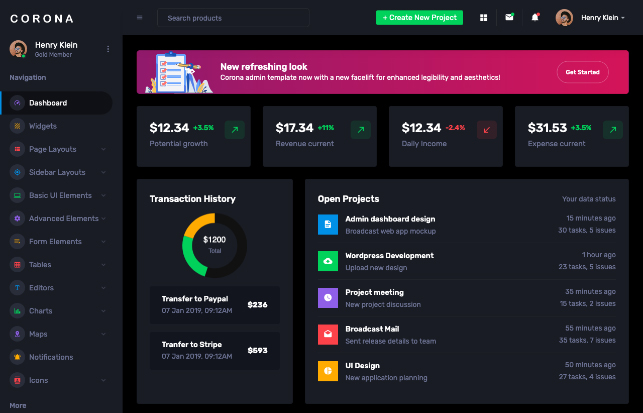 CORONA
Search products
+ Create New Project
Henry Klein
Henry Klein
Gold Member
Navigation
Dashboard
Widgets
Page Layouts
Sidebar Layouts
Basic UI Elements
Advanced Elements
Form Elements
Tables
Editors
Charts
Maps
Notifications
Icons
More
New refreshing look
Corona admin template now with a new facelift for enhanced legibility and aesthetics!
Get Started
$12.34 +3.5%
Potential growth
$17.34 +11%
Revenue current
$12.34 -2.4%
Daily Income
$31.53 +3.5%
Expense current
Transaction History
$1200
Total
Transfer to Paypal
07 Jan 2019, 09:12AM
$236
Tranfer to Stripe
07 Jan 2019, 09:12AM
$593
Open Projects
Your data status
Admin dashboard design
Broadcast web app mockup
15 minutes ago
30 tasks, 5 issues
Wordpress Development
Upload new design
1 hour ago
23 tasks, 5 issues
Project meeting
New project discussion
35 minutes ago
15 tasks, 2 issues
Broadcast Mail
Sent release details to team
55 minutes ago
35 tasks, 7 issues
UI Design
New application planning
50 minutes ago
27 tasks, 4 issues